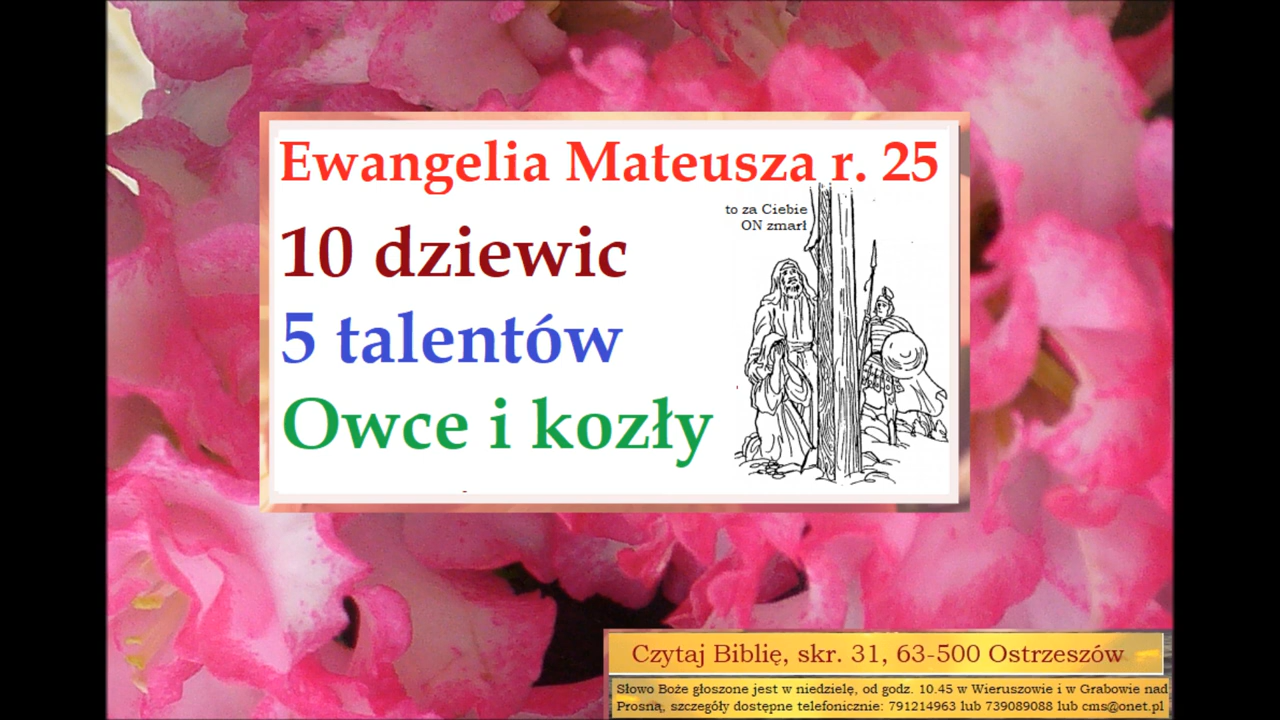 Ewangelia Mateusza r. 25
to za Ciebie
ON zmarł
10 dziewic
5 talentów
Owce i kozły
Czytaj Biblię, skr. 31, 63-500 Ostrzeszów
Słowo Boże głoszone jest w niedzielę, od godz. 10.45 w Wieruszowie i w Grabowie nad
Prosną, szczegóły dostępne telefonicznie: 791214963 lub 739089088 lub cms@onet.pl